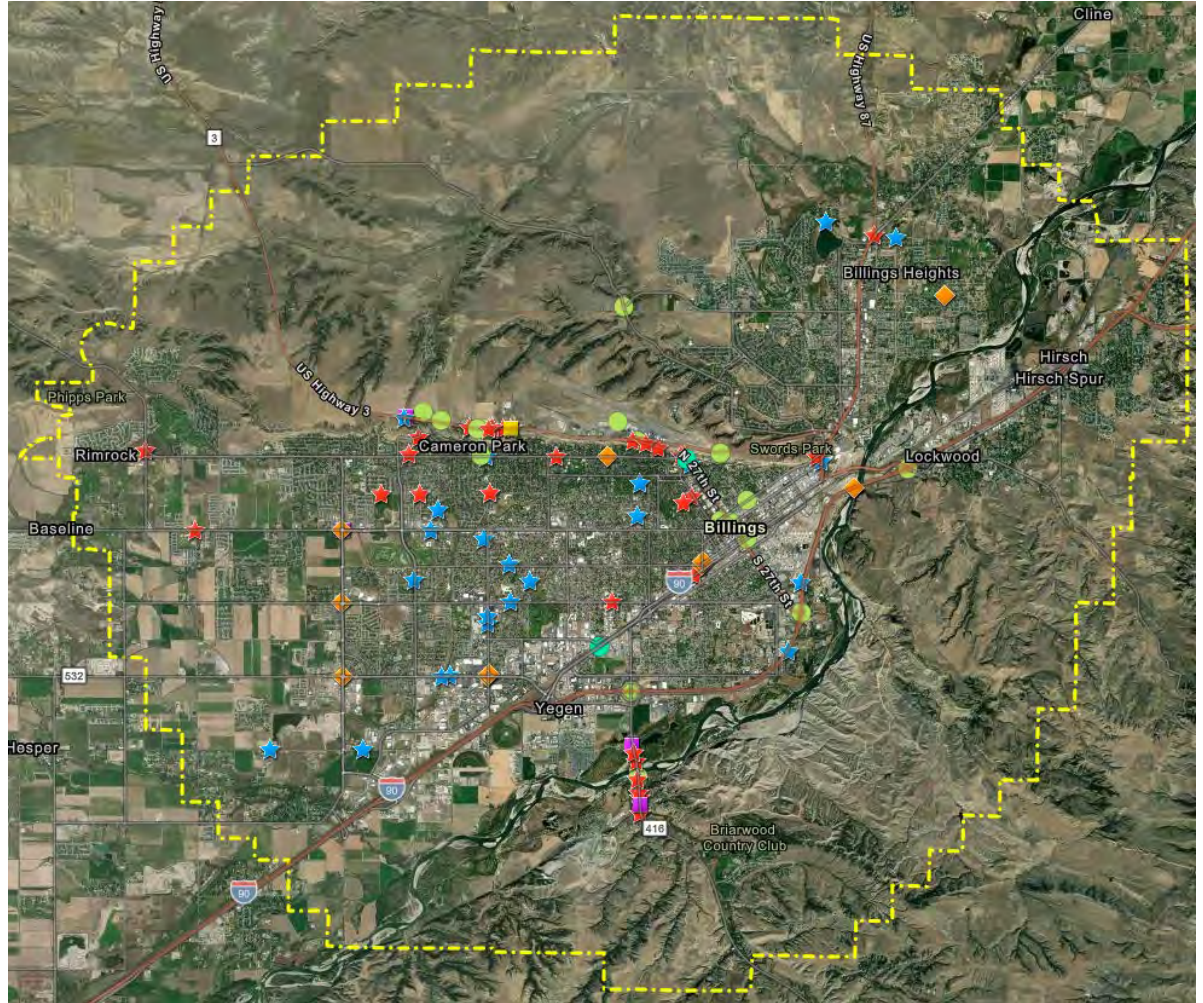 Cline
US Highway
US Highway 87
3
Billings Heights
Hirsch
Hirsch Spur
US Highway 3
Phipps Park
Cameron Park
Swords Park
Rimrock
N 27th St
Lockwood
Baseline
Billings
90
S 27th St
532
Yegen
Hesper
90
416
Briarwood
Country Club
90